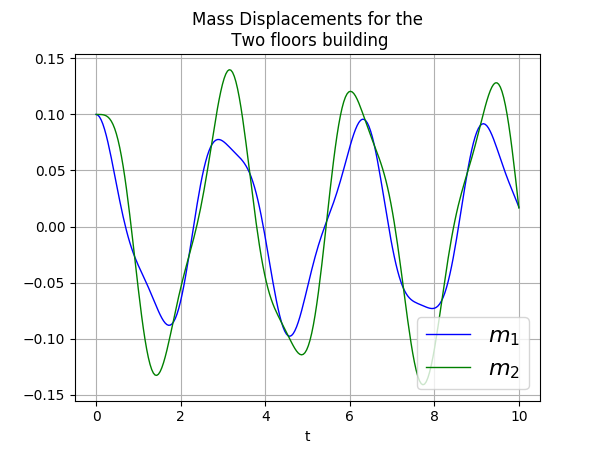 Mass Displacements for the
Two floors building
0.15
0.10
0.05
0.00
−0.05
−0.10
−0.15
0 2 4 6 8 10
t
m1
m2